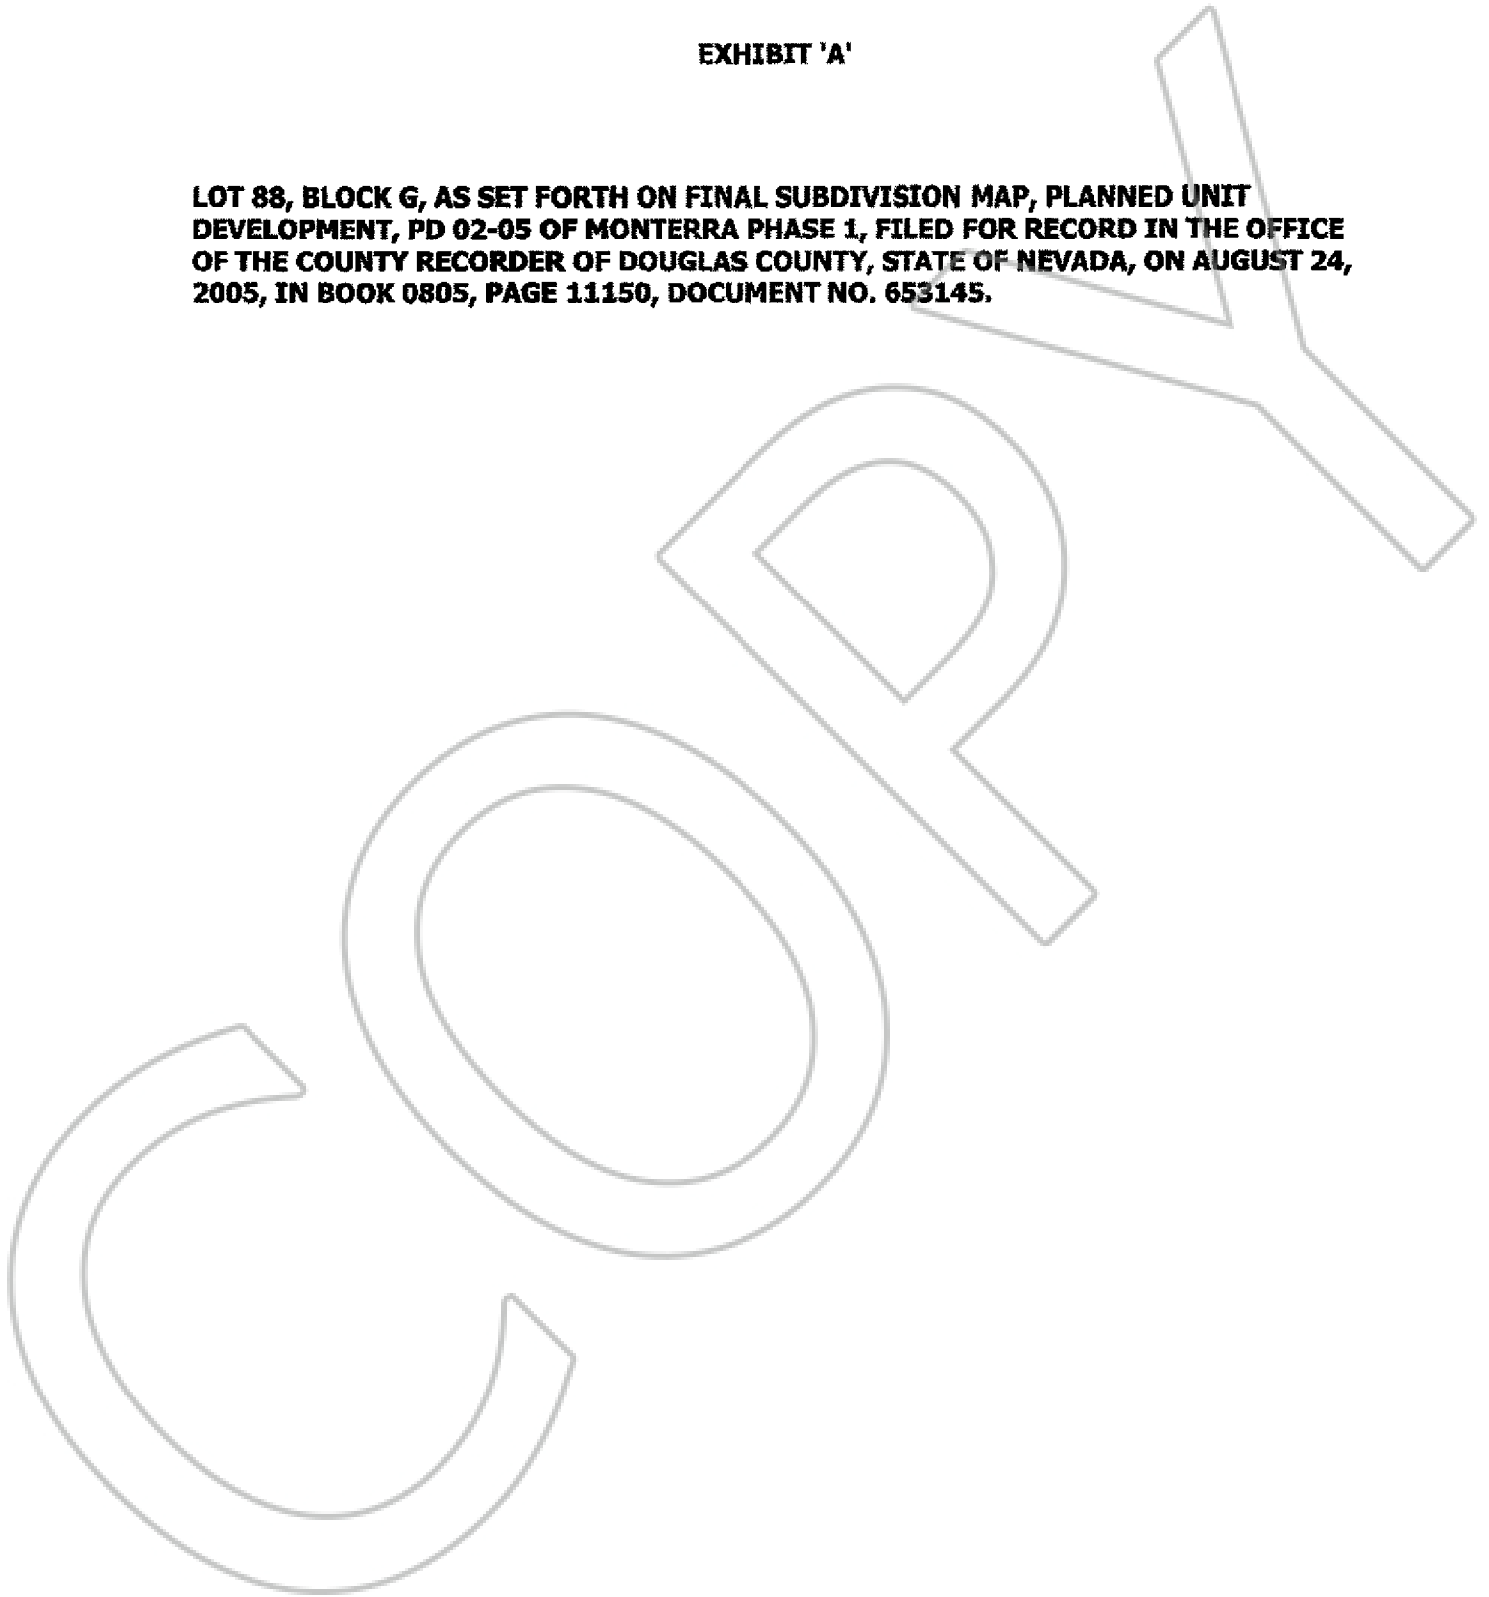 EXHIBIT 'A'
LOT 88, BLOCK G, AS SET FORTH ON FINAL SUBDIVISION MAP, PLANNED UNIT
DEVELOPMENT, PD 02-05 OF MONTERRA PHASE 1, FILED FOR RECORD IN THE OFFICE
OF THE COUNTY RECORDER OF DOUGLAS COUNTY, STATE OF NEVADA, ON AUGUST 24,
2005, IN BOOK 0805, PAGE 11150, DOCUMENT NO. 653145.
COPY